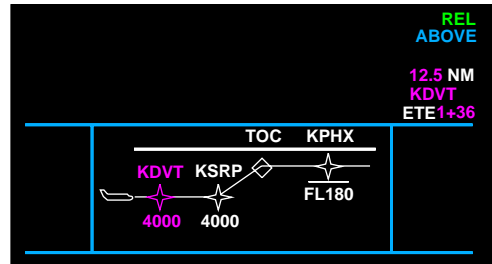 REL
ABOVE
12.5 NM
KDVT
ETE1+36
TOC KPHX
KDVT KSRP
FL180
4000 4000